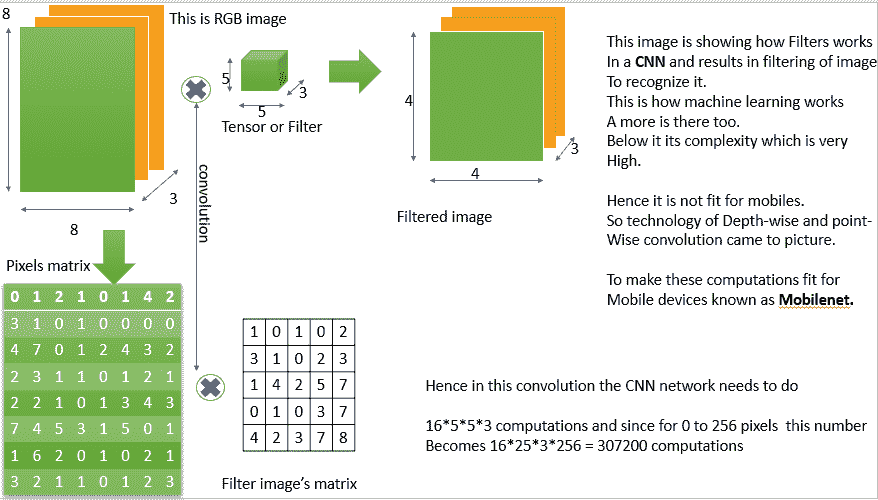 8
This is RGB image
3
8
5
5
3
Tensor or Filter
convolution
4
4
3
Filtered image
This image is showing how Filters works
In a CNN and results in filtering of image
To recognize it.
This is how machine learning works
A more is there too.
Below it its complexity which is very
High.
Hence it is not fit for mobiles.
So technology of Depth-wise and point-
Wise convolution came to picture.
To make these computations fit for
Mobile devices known as Mobilenet.
Pixels matrix
0 1 2 1 0 1 4 2
3 1 0 1 0 0 0 0
4 7 0 1 2 4 3 2
2 3 1 1 0 1 2 1
2 2 1 0 1 3 4 3
7 4 5 3 1 5 0 1
1 6 2 0 1 0 2 1
3 2 1 1 0 1 2 3
1 0 1 0 2
3 1 0 2 3
1 4 2 5 7
0 1 0 3 7
4 2 3 7 8
Filter image's matrix
Hence in this convolution the CNN network needs to do
16*5*5*3 computations and since for 0 to 256 pixels this number
Becomes 16*25*3*256 = 307200 computations